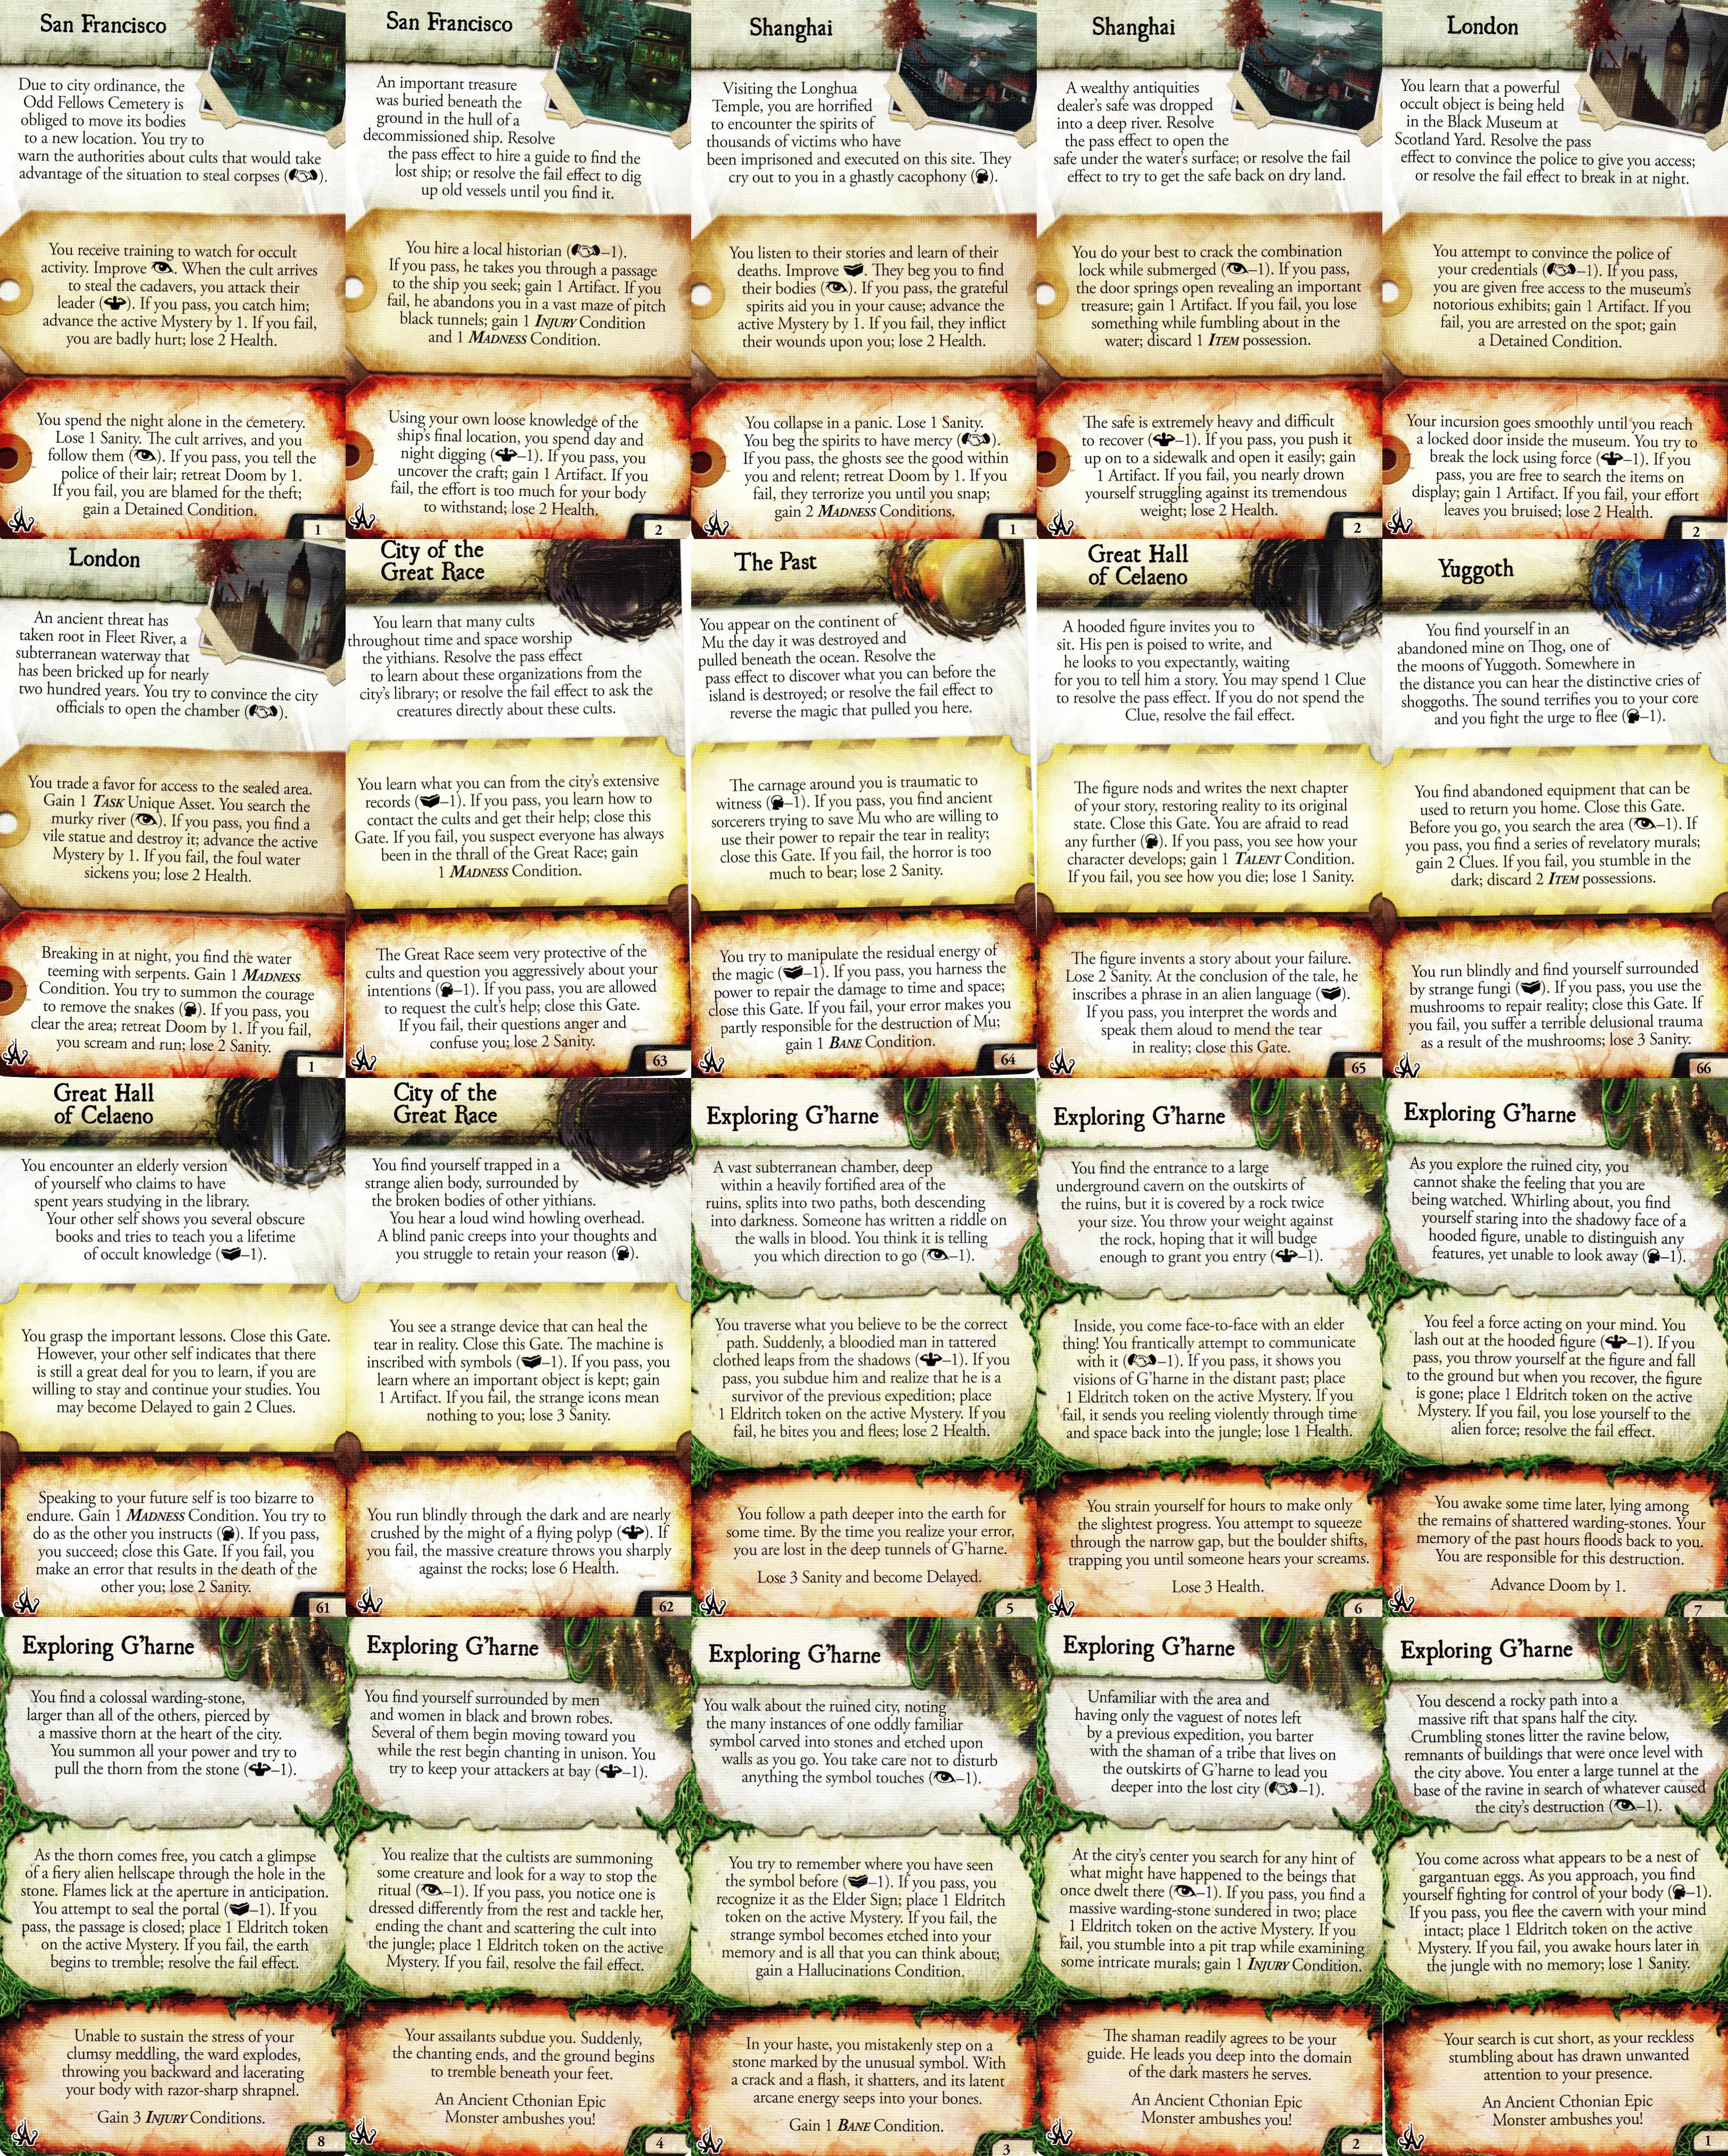 San Francisco
Due to city ordinance, the
Odd Fellows Cemetery is
obliged to move its bodies
to a new location. You try to
warn the authorities about cults that would take
advantage of the situation to steal corpses ( ).
You receive training to watch for occult
activity. Improve . When the cult arrives
to steal the cadavers, you attack their
leader ( ). If you pass, you catch him;
advance the active Mystery by 1. If you fail,
you are badly hurt; lose 2 Health.
You spend the night alone in the cemetery.
Lose 1 Sanity. The cult arrives, and you
follow them ( ). If you pass, you tell the
police of their lair; retreat Doom by 1.
If you fail, you are blamed for the theft;
gain a Detained Condition.
1
San Francisco
An important treasure
was buried beneath the
ground in the hull of a
decommissioned ship. Resolve
the pass effect to hire a guide to find the
lost ship; or resolve the fail effect to dig
up old vessels until you find it.
You hire a local historian ( –1).
If you pass, he takes you through a passage
to the ship you seek; gain 1 Artifact. If you
fail, he abandons you in a vast maze of pitch
black tunnels; gain 1 INJURY Condition
and 1 MADNESS Condition.
Using your own loose knowledge of the
ship's final location, you spend day and
night digging ( –1). If you pass, you
uncover the craft; gain 1 Artifact. If you
fail, the effort is too much for your body
to withstand; lose 2 Health.
2
Shanghai
Visiting the Longhua
Temple, you are horrified
to encounter the spirits of
thousands of victims who have
been imprisoned and executed on this site. They
cry out to you in a ghastly cacophony ( ).
You listen to their stories and learn of their
deaths. Improve . They beg you to find
their bodies ( ). If you pass, the grateful
spirits aid you in your cause; advance the
active Mystery by 1. If you fail, they inflict
their wounds upon you; lose 2 Health.
You collapse in a panic. Lose 1 Sanity.
You beg the spirits to have mercy ( ).
If you pass, the ghosts see the good within
you and relent; retreat Doom by 1. If you
fail, they terrorize you until you snap;
gain 2 MADNESS Conditions.
1
Shanghai
A wealthy antiquities
dealer's safe was dropped
into a deep river. Resolve
the pass effect to open the
safe under the water's surface; or resolve the fail
effect to try to get the safe back on dry land.
You do your best to crack the combination
lock while submerged ( –1). If you pass,
the door springs open revealing an important
treasure; gain 1 Artifact. If you fail, you lose
something while fumbling about in the
water; discard 1 ITEM possession.
The safe is extremely heavy and difficult
to recover ( –1). If you pass, you push it
up on to a sidewalk and open it easily; gain
1 Artifact. If you fail, you nearly drown
yourself struggling against its tremendous
weight; lose 2 Health.
2
London
You learn that a powerful
occult object is being held
in the Black Museum at
Scotland Yard. Resolve the pass
effect to convince the police to give you access;
or resolve the fail effect to break in at night.
You attempt to convince the police of
your credentials ( –1). If you pass,
you are given free access to the museum's
notorious exhibits; gain 1 Artifact. If you
fail, you are arrested on the spot; gain
a Detained Condition.
Your incursion goes smoothly until you reach
a locked door inside the museum. You try to
break the lock using force ( –1). If you
pass, you are free to search the items on
display; gain 1 Artifact. If you fail, your effort
leaves you bruised; lose 2 Health.
2
London
An ancient threat has
taken root in Fleet River, a
subterranean waterway that
has been bricked up for nearly
two hundred years. You try to convince the city
officials to open the chamber ( ).
You trade a favor for access to the sealed area.
Gain 1 TASK Unique Asset. You search the
murky river ( ). If you pass, you find a
vile statue and destroy it; advance the active
Mystery by 1. If you fail, the foul water
sickens you; lose 2 Health.
Breaking in at night, you find the water
teeming with serpents. Gain 1 MADNESS
Condition. You try to summon the courage
to remove the snakes ( ). If you pass, you
clear the area; retreat Doom by 1. If you fail,
you scream and run; lose 2 Sanity.
1
City of the
Great Race
You learn that many cults
throughout time and space worship
the yithians. Resolve the pass effect
to learn about these organizations from the
city's library; or resolve the fail effect to ask the
creatures directly about these cults.
You learn what you can from the city's extensive
records ( –1). If you pass, you learn how to
contact the cults and get their help; close this
Gate. If you fail, you suspect everyone has always
been in the thrall of the Great Race; gain
1 MADNESS Condition.
The Great Race seem very protective of the
cults and question you aggressively about your
intentions ( –1). If you pass, you are allowed
to request the cult's help; close this Gate.
If you fail, their questions anger and
confuse you; lose 2 Sanity.
63
The Past
You appear on the continent of
Mu the day it was destroyed and
pulled beneath the ocean. Resolve the
pass effect to discover what you can before the
island is destroyed; or resolve the fail effect to
reverse the magic that pulled you here.
The carnage around you is traumatic to
witness ( –1). If you pass, you find ancient
sorcerers trying to save Mu who are willing to
use their power to repair the tear in reality;
close this Gate. If you fail, the horror is too
much to bear; lose 2 Sanity.
You try to manipulate the residual energy of
the magic ( –1). If you pass, you harness the
power to repair the damage to time and space;
close this Gate. If you fail, your error makes you
partly responsible for the destruction of Mu;
gain 1 BANE Condition.
64
Great Hall
of Celaeno
A hooded figure invites you to
sit. His pen is poised to write, and
he looks to you expectantly, waiting
for you to tell him a story. You may spend 1 Clue
to resolve the pass effect. If you do not spend the
Clue, resolve the fail effect.
The figure nods and writes the next chapter
of your story, restoring reality to its original
state. Close this Gate. You are afraid to read
any further ( ). If you pass, you see how your
character develops; gain 1 TALENT Condition.
If you fail, you see how you die; lose 1 Sanity.
The figure invents a story about your failure.
Lose 2 Sanity. At the conclusion of the tale, he
inscribes a phrase in an alien language ( ).
If you pass, you interpret the words and
speak them aloud to mend the tear
in reality; close this Gate.
65
Yuggoth
You find yourself in an
abandoned mine on Thog, one of
the moons of Yuggoth. Somewhere in
the distance you can hear the distinctive cries of
shoggoths. The sound terrifies you to your core
and you fight the urge to flee ( –1).
You find abandoned equipment that can be
used to return you home. Close this Gate.
Before you go, you search the area ( –1). If
you pass, you find a series of revelatory murals;
gain 2 Clues. If you fail, you stumble in the
dark; discard 2 ITEM possessions.
You run blindly and find yourself surrounded
by strange fungi ( ). If you pass, you use the
mushrooms to repair reality; close this Gate. If
you fail, you suffer a terrible delusional trauma
as a result of the mushrooms; lose 3 Sanity.
66
Great Hall
of Celaeno
You encounter an elderly version
of yourself who claims to have
spent years studying in the library.
Your other self shows you several obscure
books and tries to teach you a lifetime
of occult knowledge ( –1).
You grasp the important lessons. Close this Gate.
However, your other self indicates that there
is still a great deal for you to learn, if you are
willing to stay and continue your studies. You
may become Delayed to gain 2 Clues.
Speaking to your future self is too bizarre to
endure. Gain 1 MADNESS Condition. You try to
do as the other you instructs ( ). If you pass,
you succeed; close this Gate. If you fail, you
make an error that results in the death of the
other you; lose 2 Sanity.
61
City of the
Great Race
You find yourself trapped in a
strange alien body, surrounded by
the broken bodies of other yithians.
You hear a loud wind howling overhead.
A blind panic creeps into your thoughts and
you struggle to retain your reason ( ).
You see a strange device that can heal the
tear in reality. Close this Gate. The machine is
inscribed with symbols ( –1). If you pass, you
learn where an important object is kept; gain
1 Artifact. If you fail, the strange icons mean
nothing to you; lose 3 Sanity.
You run blindly through the dark and are nearly
crushed by the might of a flying polyp ( ). If
you fail, the massive creature throws you sharply
against the rocks; lose 6 Health.
62
Exploring G'harne
A vast subterranean chamber, deep
within a heavily fortified area of the
ruins, splits into two paths, both descending
into darkness. Someone has written a riddle on
the walls in blood. You think it is telling
you which direction to go ( –1).
You traverse what you believe to be the correct
path. Suddenly, a bloodied man in tattered
clothed leaps from the shadows ( –1). If you
pass, you subdue him and realize that he is a
survivor of the previous expedition; place
1 Eldritch token on the active Mystery. If you
fail, he bites you and flees; lose 2 Health.
You follow a path deeper into the earth for
some time. By the time you realize your error,
you are lost in the deep tunnels of G'harne.
Lose 3 Sanity and become Delayed.
5
Exploring G'harne
You find the entrance to a large
underground cavern on the outskirts of
the ruins, but it is covered by a rock twice
your size. You throw your weight against
the rock, hoping that it will budge
enough to grant you entry ( –1).
Inside, you come face-to-face with an elder
thing! You frantically attempt to communicate
with it ( –1). If you pass, it shows you
visions of G'harne in the distant past; place
1 Eldritch token on the active Mystery. If you
fail, it sends you reeling violently through time
and space back into the jungle; lose 1 Health.
You strain yourself for hours to make only
the slightest progress. You attempt to squeeze
through the narrow gap, but the boulder shifts,
trapping you until someone hears your screams.
Lose 3 Health.
6
Exploring G'harne
As you explore the ruined city, you
cannot shake the feeling that you are
being watched. Whirling about, you find
yourself staring into the shadowy face of a
hooded figure, unable to distinguish any
features, yet unable to look away ( –1).
You feel a force acting on your mind. You
lash out at the hooded figure ( –1). If you
pass, you throw yourself at the figure and fall
to the ground but when you recover, the figure
is gone; place 1 Eldritch token on the active
Mystery. If you fail, you lose yourself to the
alien force; resolve the fail effect.
You awake some time later, lying among
the remains of shattered warding-stones. Your
memory of the past hours floods back to you.
You are responsible for this destruction.
Advance Doom by 1.
7
Exploring G'harne
You find a colossal warding-stone,
larger than all of the others, pierced by
a massive thorn at the heart of the city.
You summon all your power and try to
pull the thorn from the stone ( –1).
As the thorn comes free, you catch a glimpse
of a fiery alien hellscape through the hole in the
stone. Flames lick at the aperture in anticipation.
You attempt to seal the portal ( –1). If you
pass, the passage is closed; place 1 Eldritch token
on the active Mystery. If you fail, the earth
begins to tremble; resolve the fail effect.
Unable to sustain the stress of your
clumsy meddling, the ward explodes,
throwing you backward and lacerating
your body with razor-sharp shrapnel.
Gain 3 INJURY Conditions.
8
Exploring G'harne
You find yourself surrounded by men
and women in black and brown robes.
Several of them begin moving toward you
while the rest begin chanting in unison. You
try to keep your attackers at bay ( –1).
You realize that the cultists are summoning
some creature and look for a way to stop the
ritual ( –1). If you pass, you notice one is
dressed differently from the rest and tackle her,
ending the chant and scattering the cult into
the jungle; place 1 Eldritch token on the active
Mystery. If you fail, resolve the fail effect.
Your assailants subdue you. Suddenly,
the chanting ends, and the ground begins
to tremble beneath your feet.
An Ancient Cthonian Epic
Monster ambushes you!
4
Exploring G'harne
You walk about the ruined city, noting
the many instances of one oddly familiar
symbol carved into stones and etched upon
walls as you go. You take care not to disturb
anything the symbol touches ( –1).
You try to remember where you have seen
the symbol before ( –1). If you pass, you
recognize it as the Elder Sign; place 1 Eldritch
token on the active Mystery. If you fail, the
strange symbol becomes etched into your
memory and is all that you can think about;
gain a Hallucinations Condition.
In your haste, you mistakenly step on a
stone marked by the unusual symbol. With
a crack and a flash, it shatters, and its latent
arcane energy seeps into your bones.
Gain 1 BANE Condition.
3
Exploring G'harne
Unfamiliar with the area and
having only the vaguest of notes left
by a previous expedition, you barter
with the shaman of a tribe that lives on
the outskirts of G'harne to lead you
deeper into the lost city ( –1).
At the city's center you search for any hint of
what might have happened to the beings that
once dwelt there ( –1). If you pass, you find a
massive warding-stone sundered in two; place
1 Eldritch token on the active Mystery. If you
fail, you stumble into a pit trap while examining
some intricate murals; gain 1 INJURY Condition.
The shaman readily agrees to be your
guide. He leads you deep into the domain
of the dark masters he serves.
An Ancient Cthonian Epic
Monster ambushes you!
2
Exploring G'harne
You descend a rocky path into a
massive rift that spans half the city.
Crumbling stones litter the ravine below,
remnants of buildings that were once level with
the city above. You enter a large tunnel at the
base of the ravine in search of whatever caused
the city's destruction ( –1).
You come across what appears to be a nest of
gargantuan eggs. As you approach, you find
yourself fighting for control of your body ( –1).
If you pass, you flee the cavern with your mind
intact; place 1 Eldritch token on the active
Mystery. If you fail, you awake hours later in
the jungle with no memory; lose 1 Sanity.
Your search is cut short, as your reckless
stumbling about has drawn unwanted
attention to your presence.
An Ancient Cthonian Epic
Monster ambushes you!
1